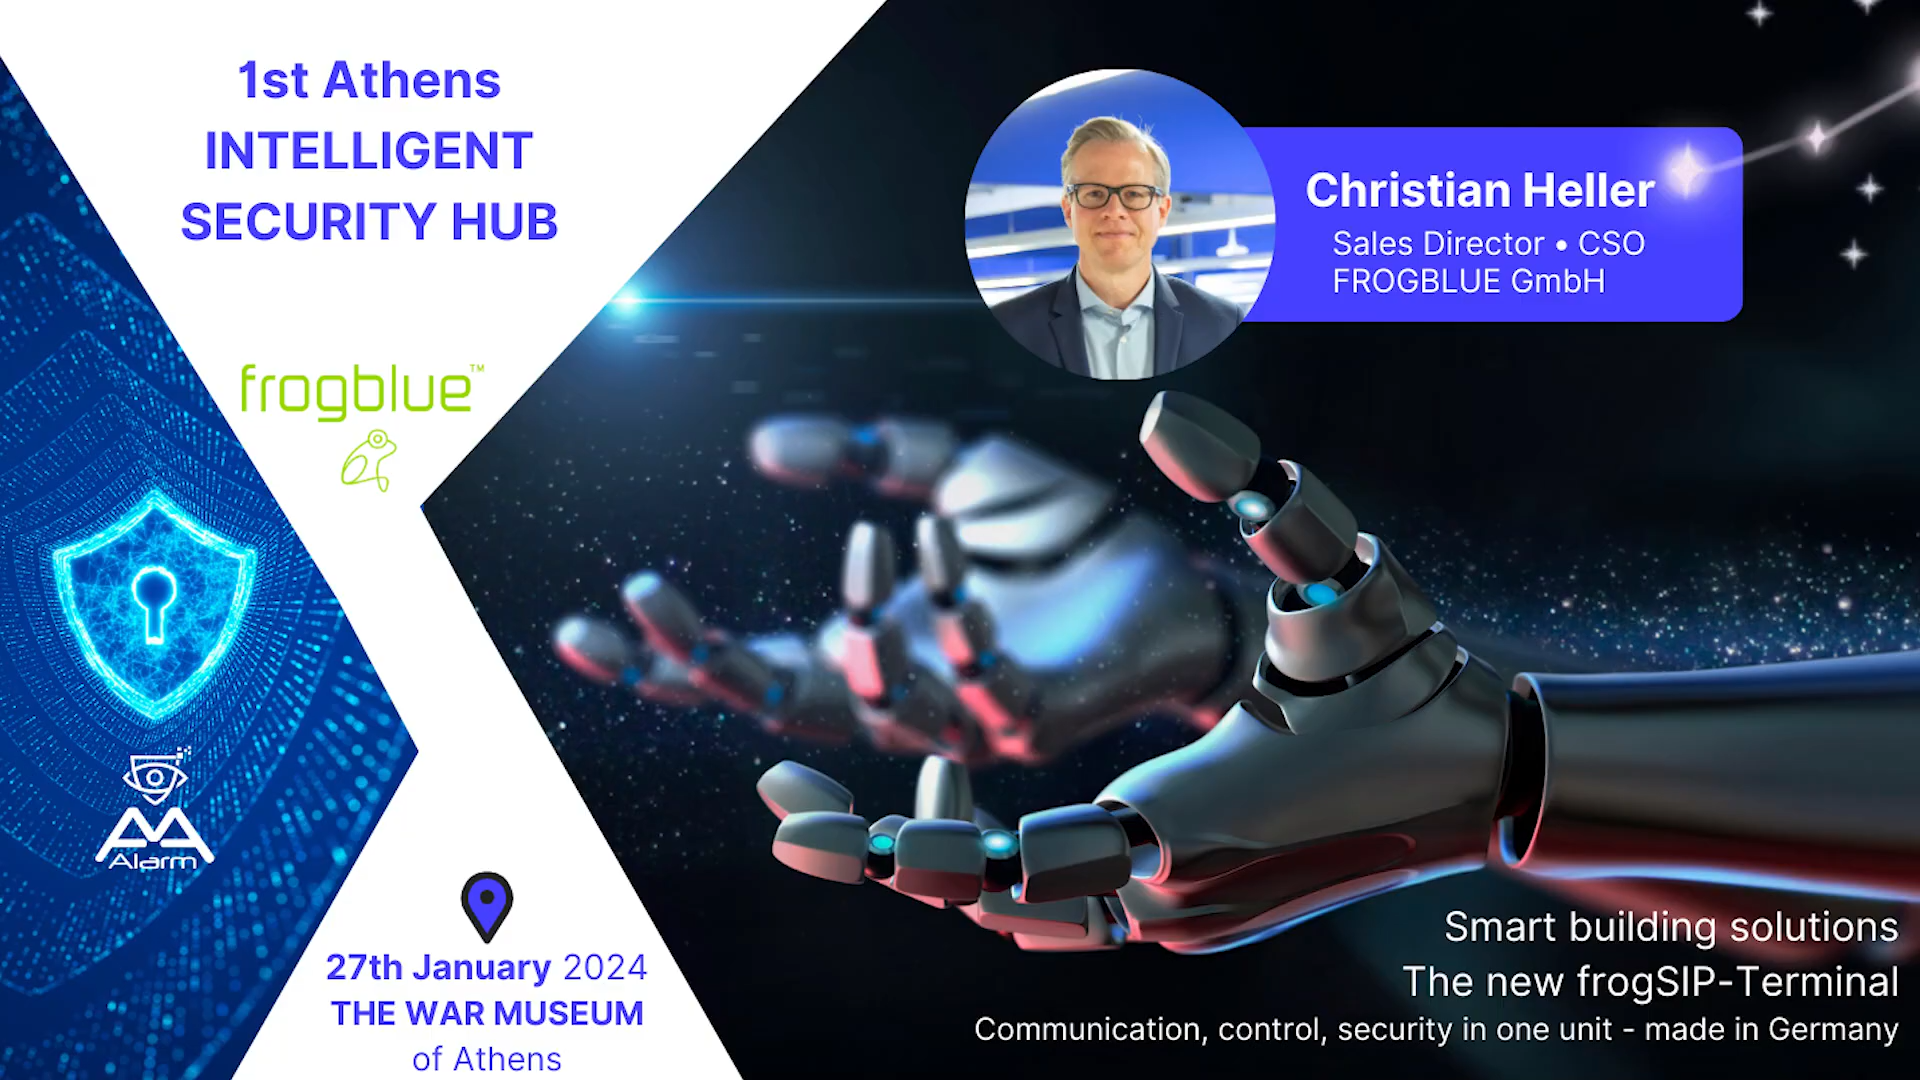 1st Athens
INTELLIGENT
SECURITY HUB
frogblue™
Alarm
27th January 2024
THE WAR MUSEUM
of Athens
Christian Heller
Sales Director • CSO
FROGBLUE GmbH
Smart building solutions
The new frogSIP-Terminal
Communication, control, security in one unit - made in Germany